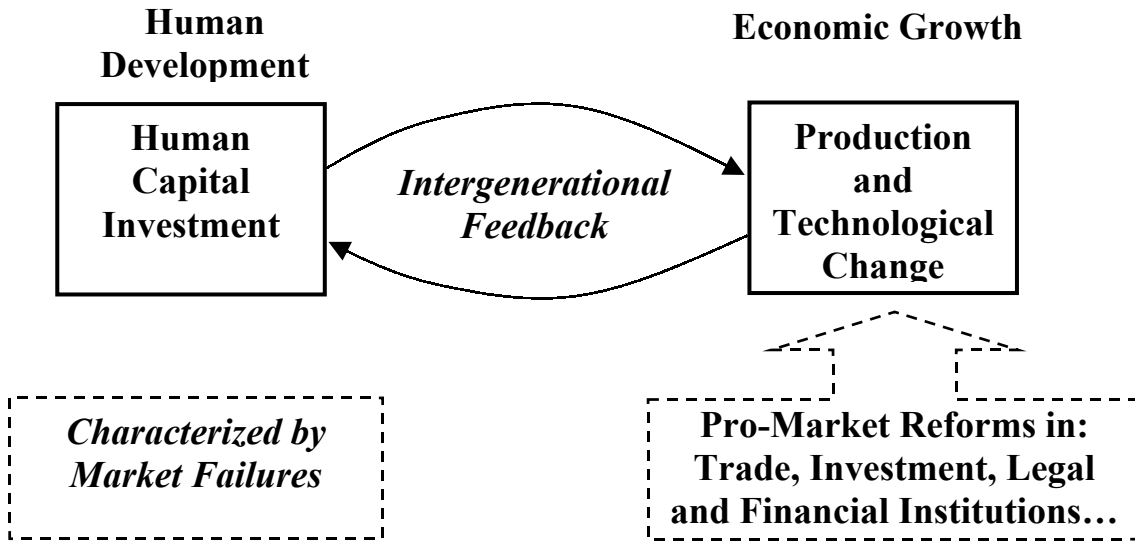 Human
Development
Economic Growth
Human
Capital
Investment
Intergenerational
Feedback
Production
and
Technological
Change
Characterized by
Market Failures
Pro-Market Reforms in:
Trade, Investment, Legal
and Financial Institutions…